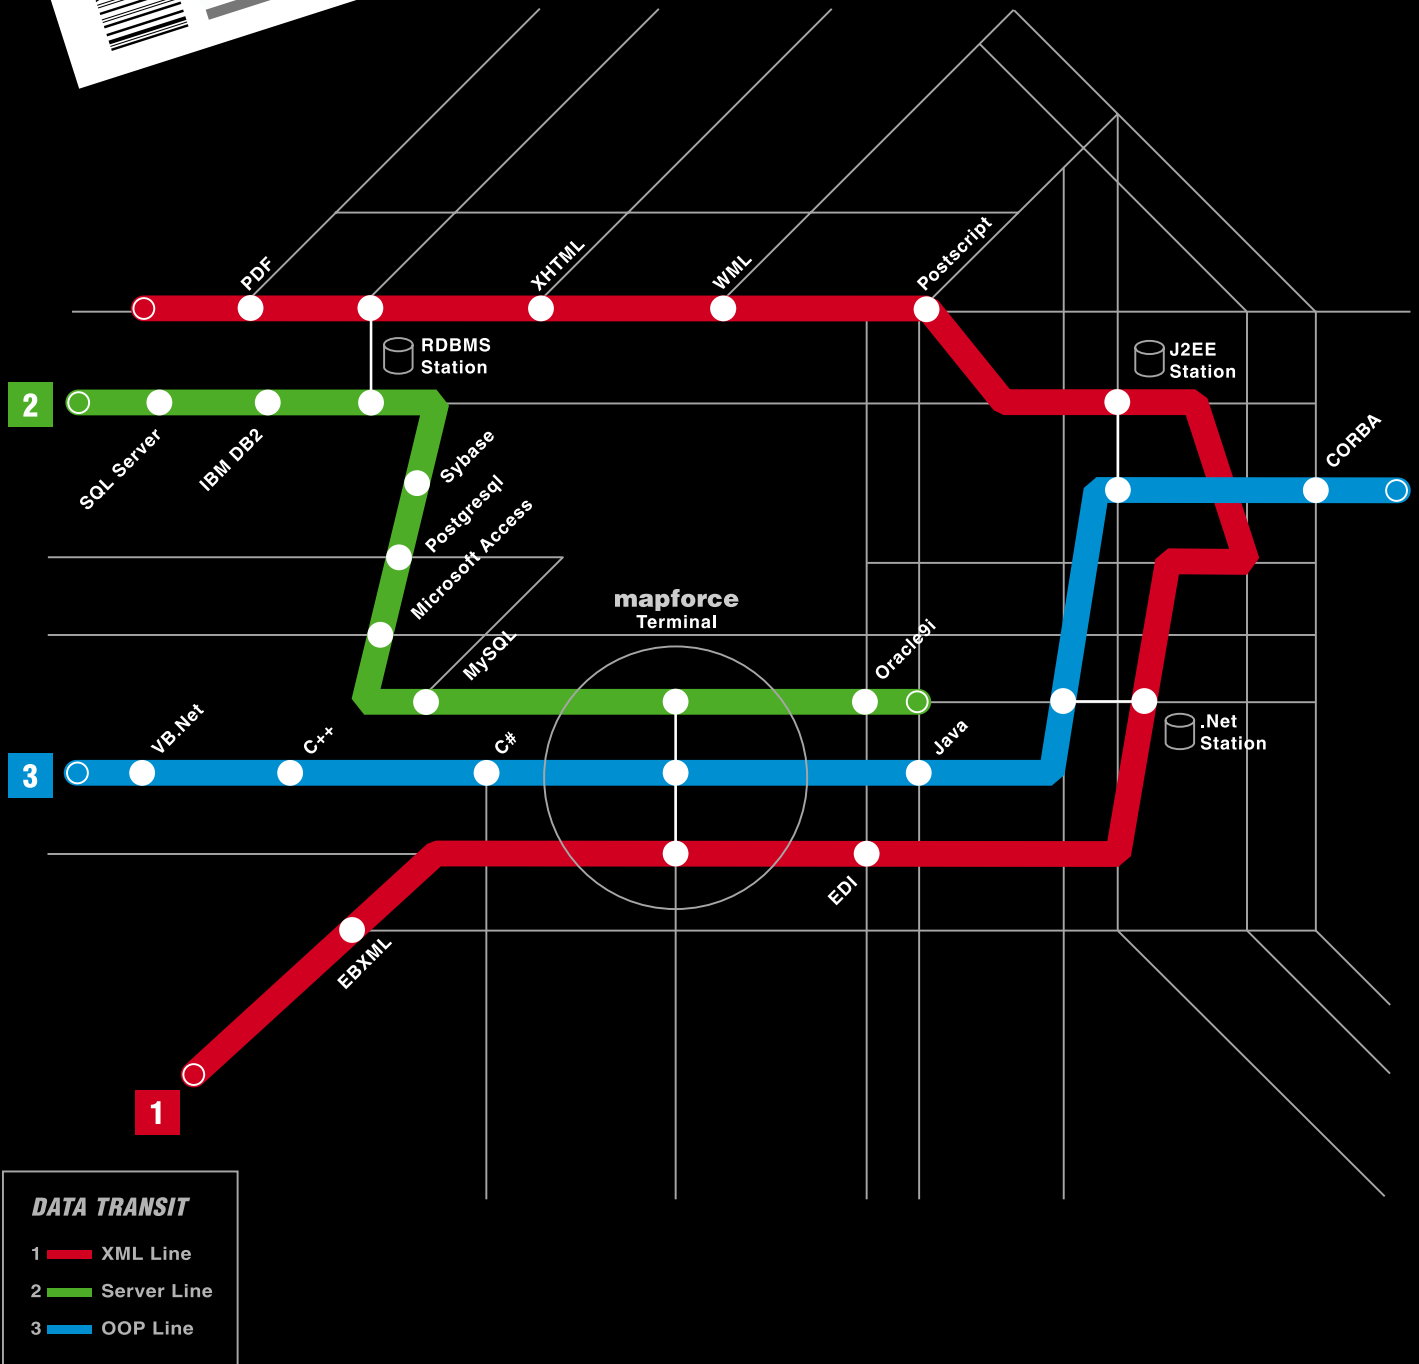 PDF
XHTML
WML
Postscript
RDBMS
Station
J2EE
Station
2
CORBA
SQL Server
IBM DB2
Sybase
Postgresql
Microsoft Access
mapforce
Terminal
MySQL
Oracle9i
VB.Net
C++
C#
Java
.Net
Station
3
EDI
EBXML
1
DATA TRANSIT
1 XML Line
2 Server Line
3 OOP Line